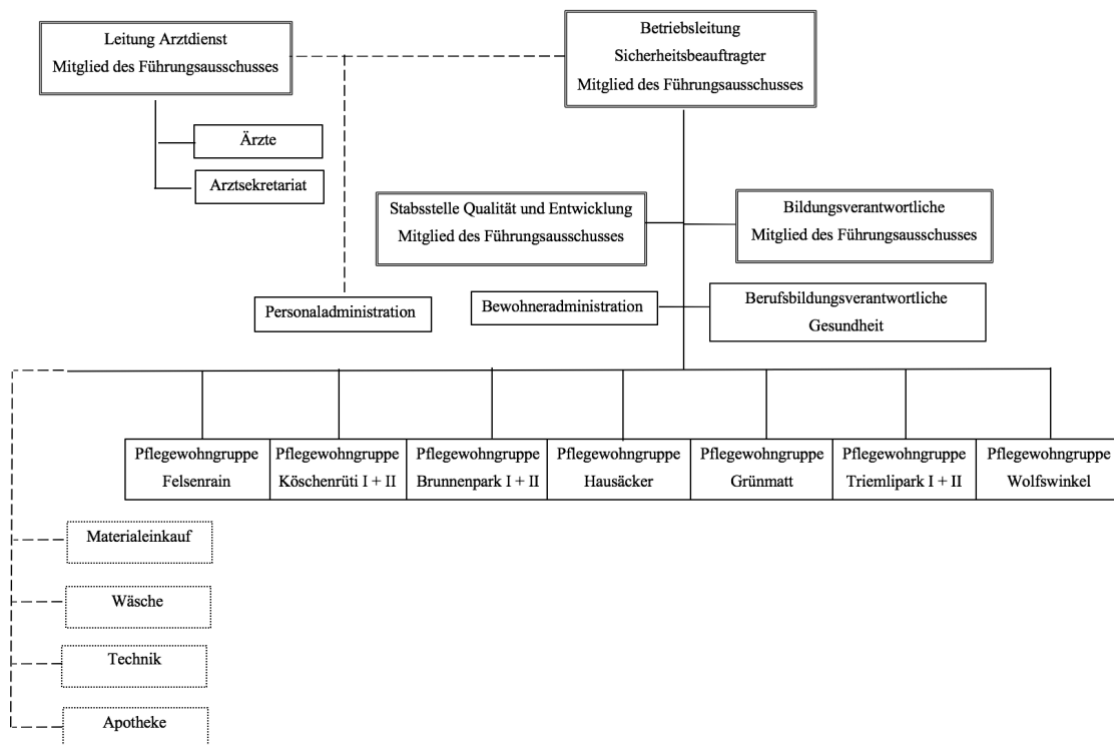 Leitung Arztdienst
Mitglied des Führungsausschusses
Betriebsleitung
Sicherheitsbeauftragter
Mitglied des Führungsausschusses
Ärzte
Arztsekretariat
Stabsstelle Qualität und Entwicklung
Mitglied des Führungsausschusses
Bildungsverantwortliche
Mitglied des Führungsausschusses
Personaladministration
Bewohneradministration
Berufsbildungsverantwortliche
Gesundheit
Pflegewohngruppe
Felsenrain
Pflegewohngruppe
Köschenrüti I + II
Pflegewohngruppe
Brunnenpark I + II
Pflegewohngruppe
Hausäcker
Pflegewohngruppe
Grünmatt
Pflegewohngruppe
Triemlipark I + II
Pflegewohngruppe
Wolfswinkel
Materialeinkauf
Wäsche
Technik
Apotheke